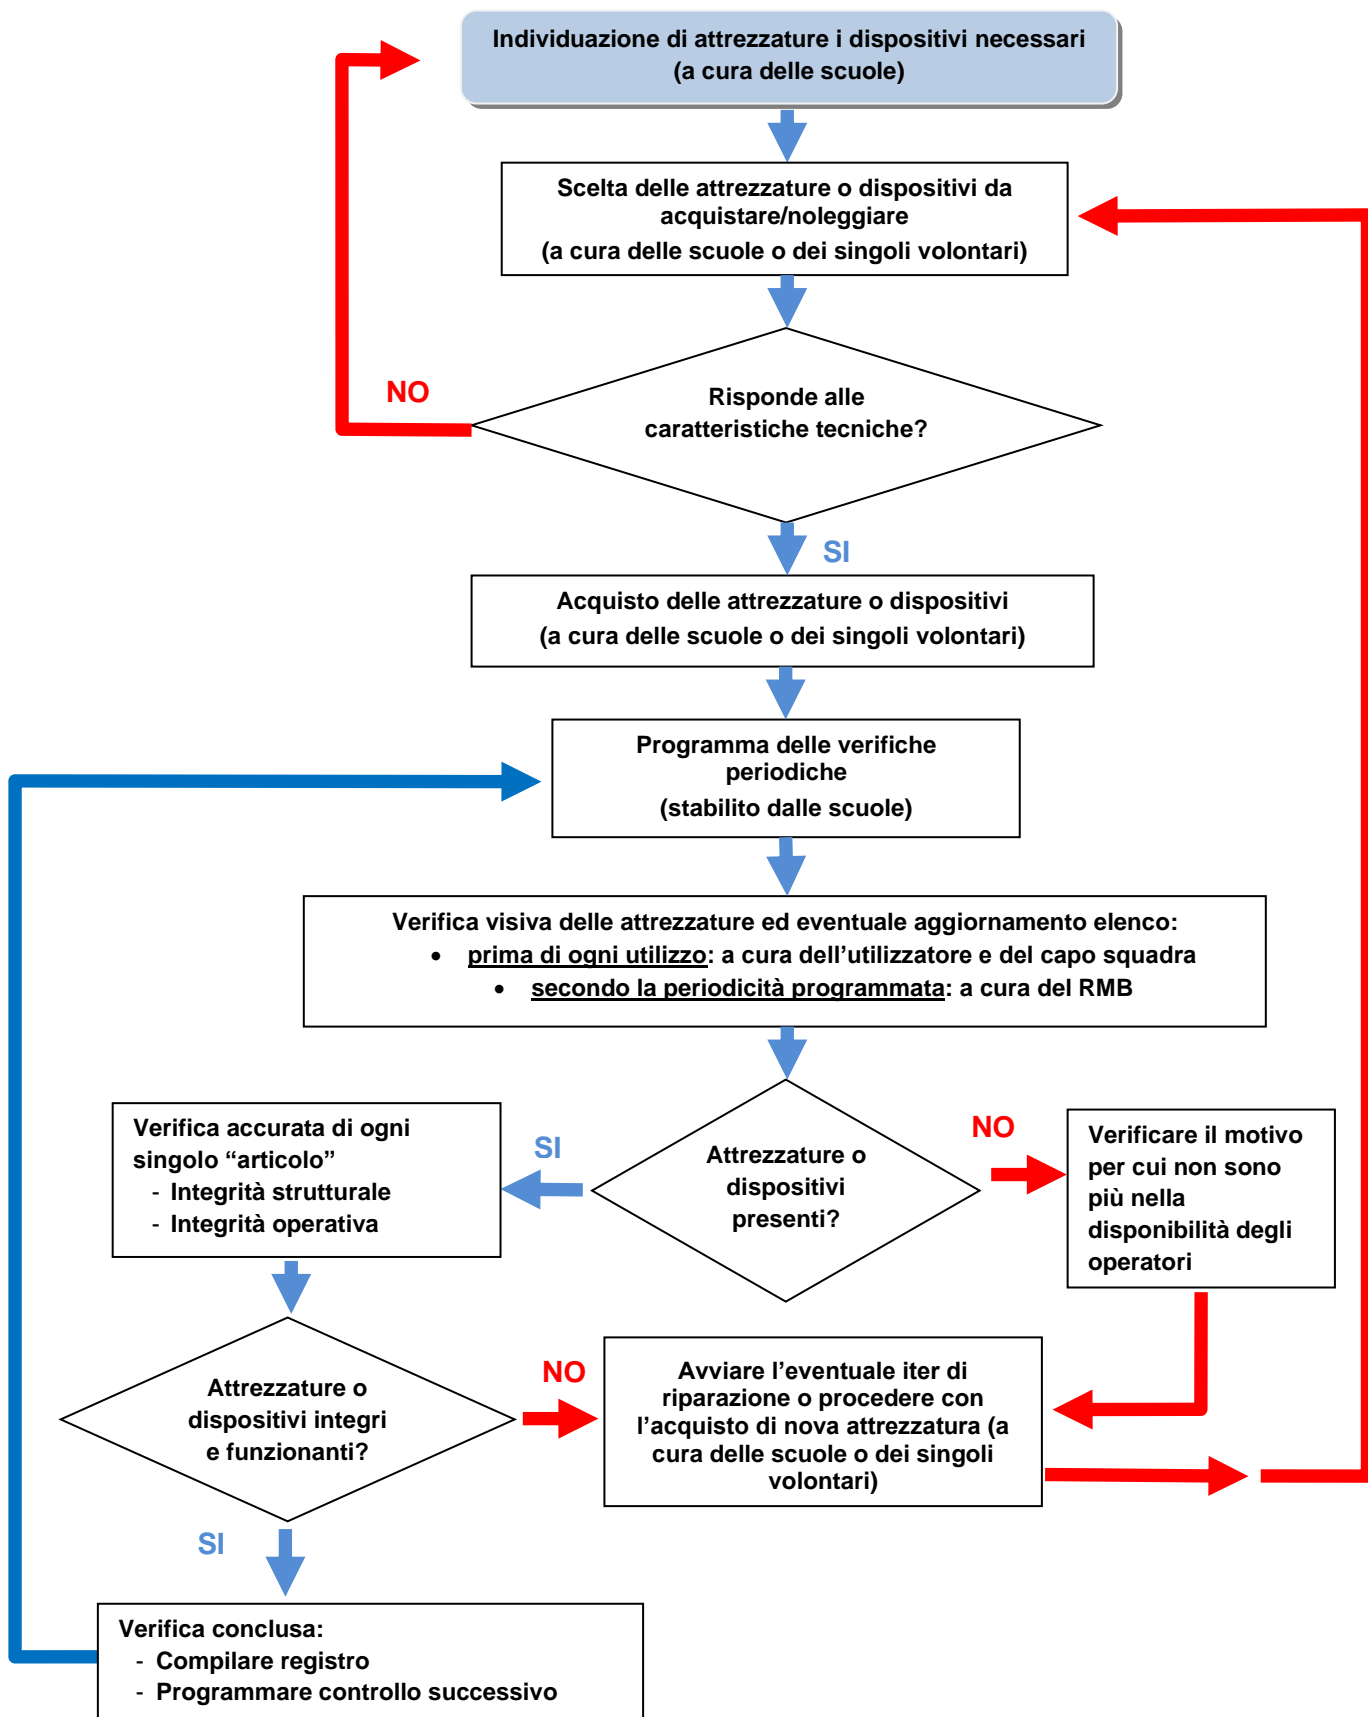 Individuazione di attrezzature i dispositivi necessari
(a cura delle scuole)
Scelta delle attrezzature o dispositivi da
acquistare/noleggiare
(a cura delle scuole o dei singoli volontari)
NO
Risponde alle
caratteristiche tecniche?
SI
Acquisto delle attrezzature o dispositivi
(a cura delle scuole o dei singoli volontari)
Programma delle verifiche
periodiche
(stabilito dalle scuole)
Verifica visiva delle attrezzature ed eventuale aggiornamento elenco:
• prima di ogni utilizzo: a cura dell’utilizzatore e del capo squadra
• secondo la periodicità programmata: a cura del RMB
Verifica accurata di ogni
singolo “articolo”
- Integrità strutturale
- Integrità operativa
SI
Attrezzature o
dispositivi
presenti?
NO
Verificare il motivo
per cui non sono
più nella
disponibilità degli
operatori
Attrezzature o
dispositivi integri
e funzionanti?
NO
Avviare l’eventuale iter di
riparazione o procedere con
l’acquisto di nova attrezzatura (a
cura delle scuole o dei singoli
volontari)
SI
Verifica conclusa:
- Compilare registro
- Programmare controllo successivo